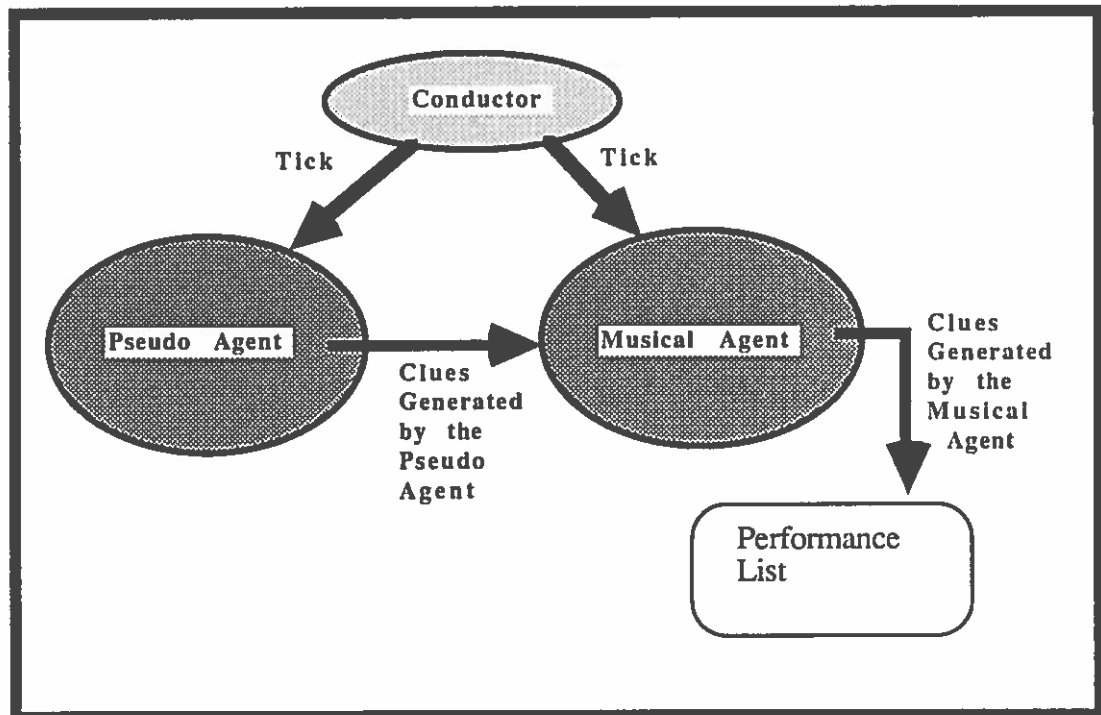 Conductor
Tick
Tick
Pseudo Agent
Musical Agent
Clues
Generated
by the
Pseudo
Agent
Clues
Generated
by the
Musical
Agent
Performance
List